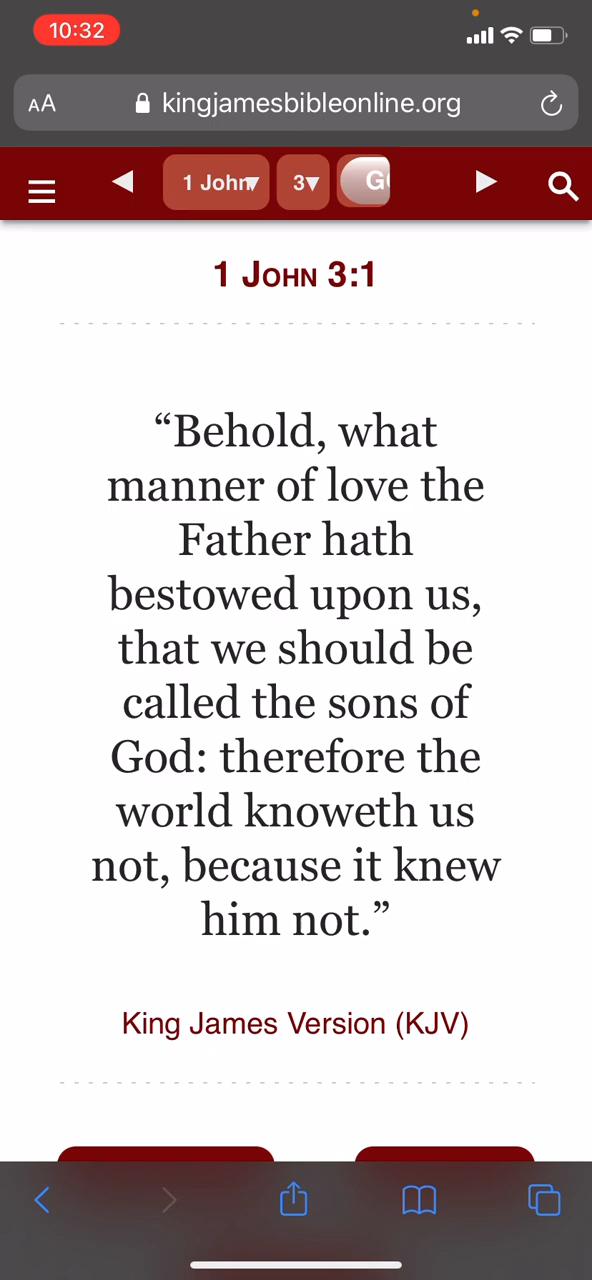 10:32
AA kingjamesbibleonline.org
1 John 3
1 John 3:1
“Behold, what
manner of love the
Father hath
bestowed upon us,
that we should be
called the sons of
God: therefore the
world knoweth us
not, because it knew
him not.”
King James Version (KJV)